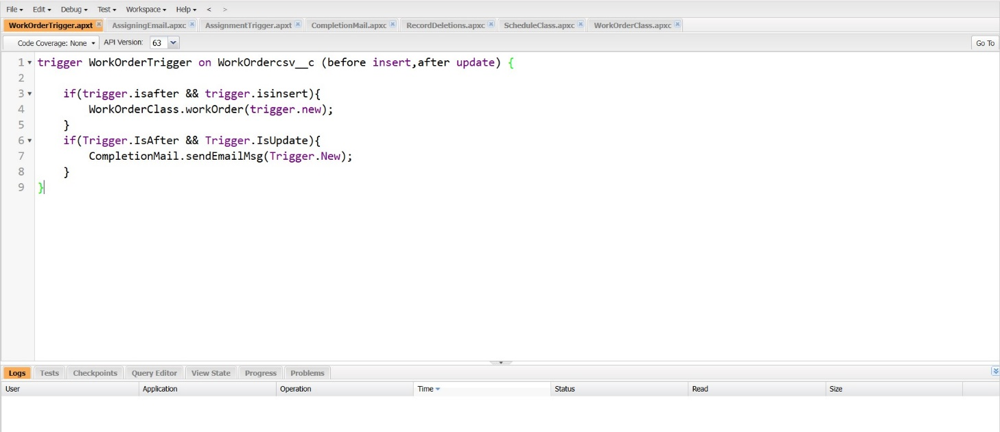 File Edit Debug Test Workspace Help < >
WorkOrderTrigger.apxt AssigningEmail.apxc AssignmentTrigger.apxt CompletionMail.apxc RecordDeletions.apxc ScheduleClass.apxc WorkOrderClass.apxc
Code Coverage: None API Version: 63 Go To
1 trigger WorkOrderTrigger on WorkOrdercsv__c (before insert,after update) {
2
3 if(trigger.isafter && trigger.isinsert){
4 WorkOrderClass.workOrder(trigger.new);
5 }
6 if(Trigger.IsAfter && Trigger.IsUpdate){
7 CompletionMail.sendEmailMsg(Trigger.New);
8 }
9 }
Logs Tests Checkpoints Query Editor View State Progress Problems
User Application Operation Time Status Read Size